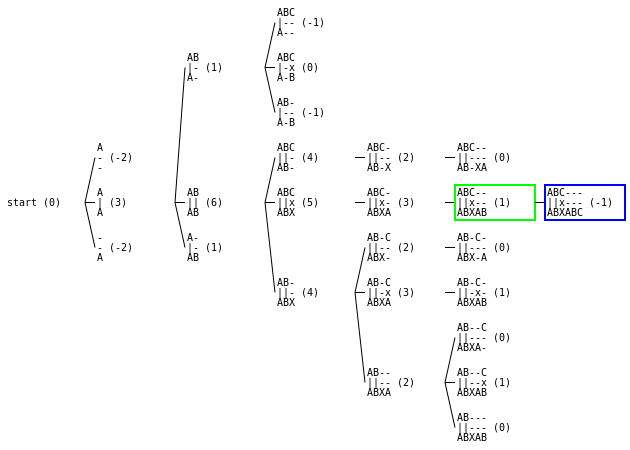 ABC
|-- (-1)
A--
AB
|- (1)
A-
ABC
|-x (0)
A-B
AB-
|-- (-1)
A-B
A
- (-2)
-
ABC
||- (4)
AB-
ABC-
||-- (2)
AB-X
ABC--
||--- (0)
AB-XA
start (0)
A
| (3)
A
AB
|| (6)
AB
ABC
||x (5)
ABX
ABC-
||x- (3)
ABXA
ABC--
||x-- (1)
ABXAB
ABC---
||x--- (-1)
ABXABC
-
- (-2)
A
A-
|- (1)
AB
AB-C
||-- (2)
ABX-
AB-C-
||--- (0)
ABX-A
AB-
||- (4)
ABX
AB-C
||-x (3)
ABXA
AB-C-
||-x- (1)
ABXAB
AB--C
||--- (0)
ABXA-
AB--
||-- (2)
ABXA
AB--C
||--x (1)
ABXAB
AB---
||--- (0)
ABXAB